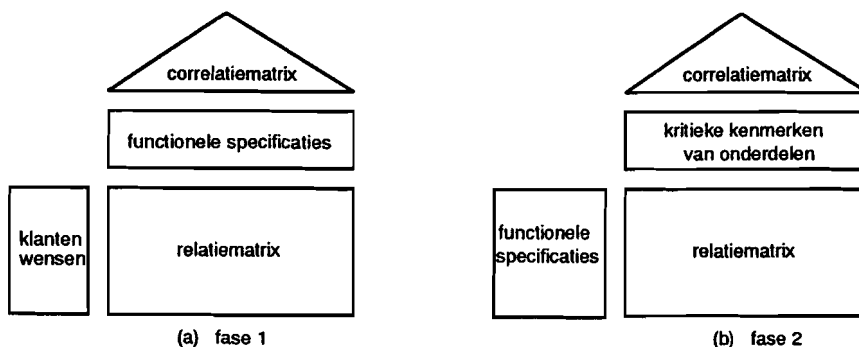 correlatiematrix
functionele specificaties
klanten
wensen
relatiematrix
(a) fase 1
correlatiematrix
kritieke kenmerken
van onderdelen
functionele
specificaties
relatiematrix
(b) fase 2